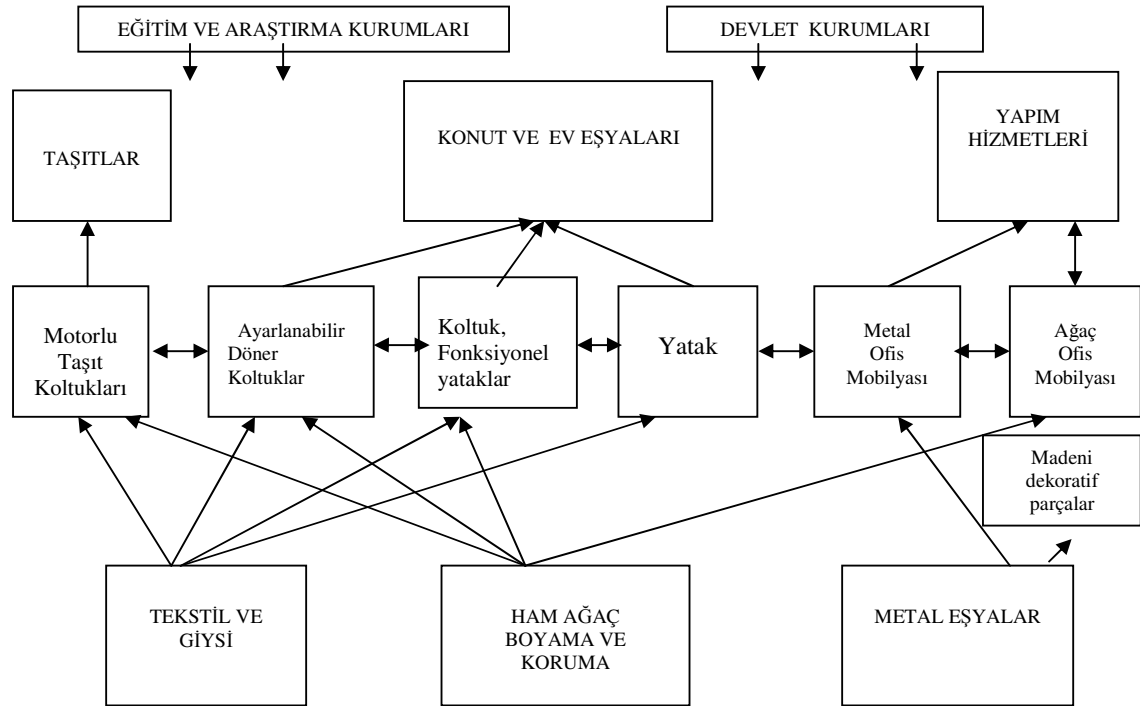 EĞİTİM VE ARAŞTIRMA KURUMLARI
DEVLET KURUMLARI
TAŞITLAR
KONUT VE EV EŞYALARI
YAPIM
HİZMETLERİ
Motorlu
Taşıt
Koltukları
Ayarlanabilir
Döner
Koltuklar
Koltuk,
Fonksiyonel
yataklar
Yatak
Metal
Ofis
Mobilyası
Ağaç
Ofis
Mobilyası
Madeni
dekoratif
parçalar
TEKSTİL VE
GİYSİ
HAM AĞAÇ
BOYAMA VE
KORUMA
METAL EŞYALAR